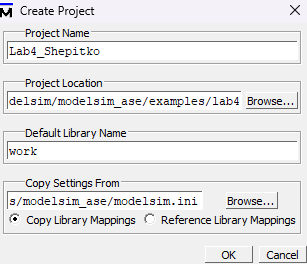 Create Project
Project Name
Lab4_Shepitko
Project Location
delsim/modelsim_ase/examples/lab4
Browse...
Default Library Name
work
Copy Settings From
s/modelsim_ase/modelsim.ini
Browse...
Copy Library Mappings
Reference Library Mappings
OK
Cancel